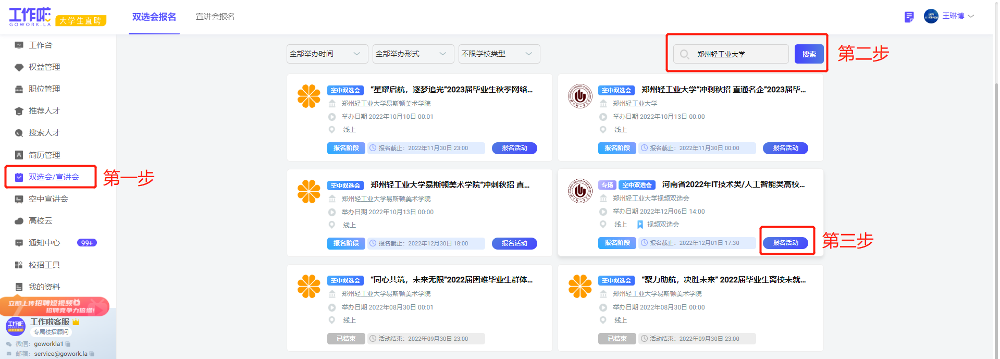 工作啦
GOWORK.LA
大学生直聘
双选会报名
宣讲会报名
王琳博
工作台
权益管理
职位管理
推荐人才
搜索人才
简历管理
双选会/宣讲会
第一步
空中宣讲会
高校云
通知中心
99+
校招工具
我的资料
立即上传招聘短视频
招聘竞争力倍增!
工作啦客服
专属校招顾问
微信: goworkla1
邮箱: service@gowork.la
全部举办时间
全部举办形式
不限学校类型
郑州轻工业大学
搜索
第二步
空中双选会 “星耀启航，逐梦追光”2023届毕业生秋季网络...
郑州轻工业大学易斯顿美术学院
举办日期 2022年10月10日 00:01
线上
报名阶段 报名截止：2022年11月30日 23:00 报名活动
空中双选会 郑州轻工业大学“冲刺秋招 直通名企”2023届毕...
郑州轻工业大学
举办日期 2022年10月13日 00:00
线上
报名阶段 报名截止：2022年11月30日 00:00 报名活动
空中双选会 郑州轻工业大学易斯顿美术学院“冲刺秋招 直...
郑州轻工业大学易斯顿美术学院
举办日期 2022年10月13日 00:00
线上
报名阶段 报名截止：2022年12月30日 18:00 报名活动
专场 空中双选会 河南省2022年IT技术类/人工智能类高校...
郑州轻工业大学视频双选会
举办日期 2022年12月06日 14:00
线上 视频双选会
报名阶段 报名截止：2022年12月01日 17:30 报名活动
第三步
空中双选会 “同心共筑，未来无限”2022届困难毕业生群体...
郑州轻工业大学易斯顿美术学院
举办日期 2022年08月30日 00:01
线上
已结束 活动结束：2022年09月30日 23:00
空中双选会 “聚力助航，决胜未来” 2022届毕业生离校未就...
郑州轻工业大学易斯顿美术学院
举办日期 2022年08月30日 00:00
线上
已结束 活动结束：2022年09月30日 23:00